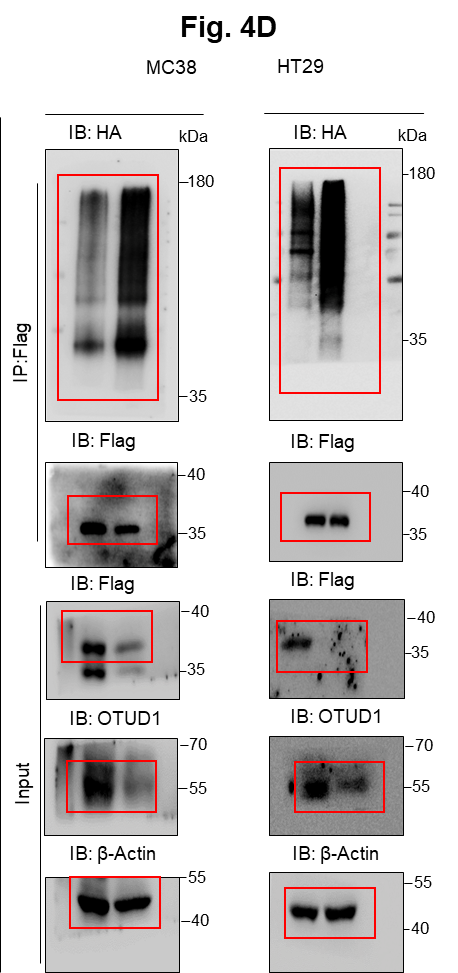 Fig. 4D
MC38 HT29
IB: HA kDa IB: HA kDa
180 180
35
35
IP:Flag
IB: Flag IB: Flag
40 40
35 35
IB: Flag IB: Flag
40 40
35 35
Input
IB: OTUD1 IB: OTUD1
70 70
55 55
IB: β-Actin IB: β-Actin
55 55
40 40